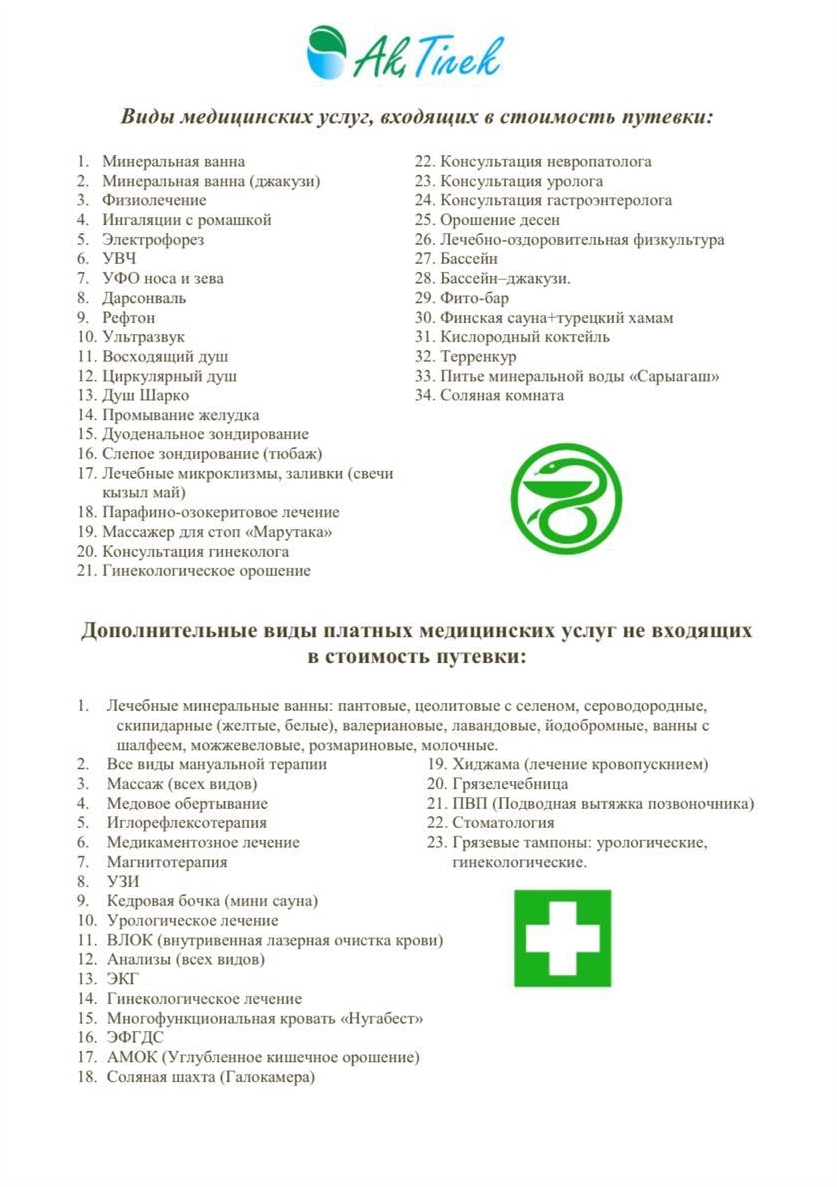 Ak Tilek
Виды медицинских услуг, входящих в стоимость путевки:
1. Минеральная ванна
2. Минеральная ванна (джакузи)
3. Физиолечение
4. Ингаляции с ромашкой
5. Электрофорез
6. УВЧ
7. УФО носа и зева
8. Дарсонваль
9. Рефтон
10. Ультразвук
11. Восходящий душ
12. Циркулярный душ
13. Душ Шарко
14. Промывание желудка
15. Дуоденальное зондирование
16. Слепое зондирование (тюбаж)
17. Лечебные микроклизмы, заливки (свечи
кызыл май)
18. Парафино-озокеритовое лечение
19. Массажер для стоп «Марутака»
20. Консультация гинеколога
21. Гинекологическое орошение
22. Консультация невропатолога
23. Консультация уролога
24. Консультация гастроэнтеролога
25. Орошение десен
26. Лечебно-оздоровительная физкультура
27. Бассейн
28. Бассейн–джакузи.
29. Фито-бар
30. Финская сауна+турецкий хамам
31. Кислородный коктейль
32. Терренкур
33. Питье минеральной воды «Сарыагаш»
34. Соляная комната
Дополнительные виды платных медицинских услуг не входящих
в стоимость путевки:
1. Лечебные минеральные ванны: пантовые, цеолитовые с селеном, сероводородные,
скипидарные (желтые, белые), валериановые, лавандовые, йодобромные, ванны с
шалфеем, можжевеловые, розмариновые, молочные.
2. Все виды мануальной терапии
3. Массаж (всех видов)
4. Медовое обертывание
5. Иглорефлексотерапия
6. Медикаментозное лечение
7. Магнитотерапия
8. УЗИ
9. Кедровая бочка (мини сауна)
10. Урологическое лечение
11. ВЛОК (внутривенная лазерная очистка крови)
12. Анализы (всех видов)
13. ЭКГ
14. Гинекологическое лечение
15. Многофункциональная кровать «Нугабест»
16. ЭФГДС
17. АМОК (Углубленное кишечное орошение)
18. Соляная шахта (Галокамера)
19. Хиджама (лечение кровопускнием)
20. Грязелечебница
21. ПВП (Подводная вытяжка позвоночника)
22. Стоматология
23. Грязевые тампоны: урологические,
гинекологические.